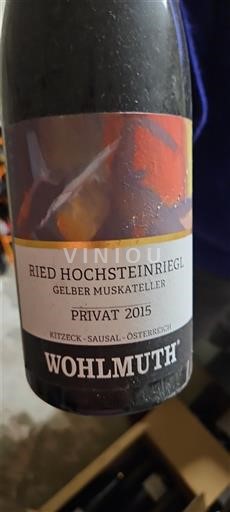 VINIOU
RIED HOCHSTEINRIEGL
GELBER MUSKATELLER
PRIVAT 2015
KITZECK - SAUSAL - ÖSTERREICH
WOHLMUTH®